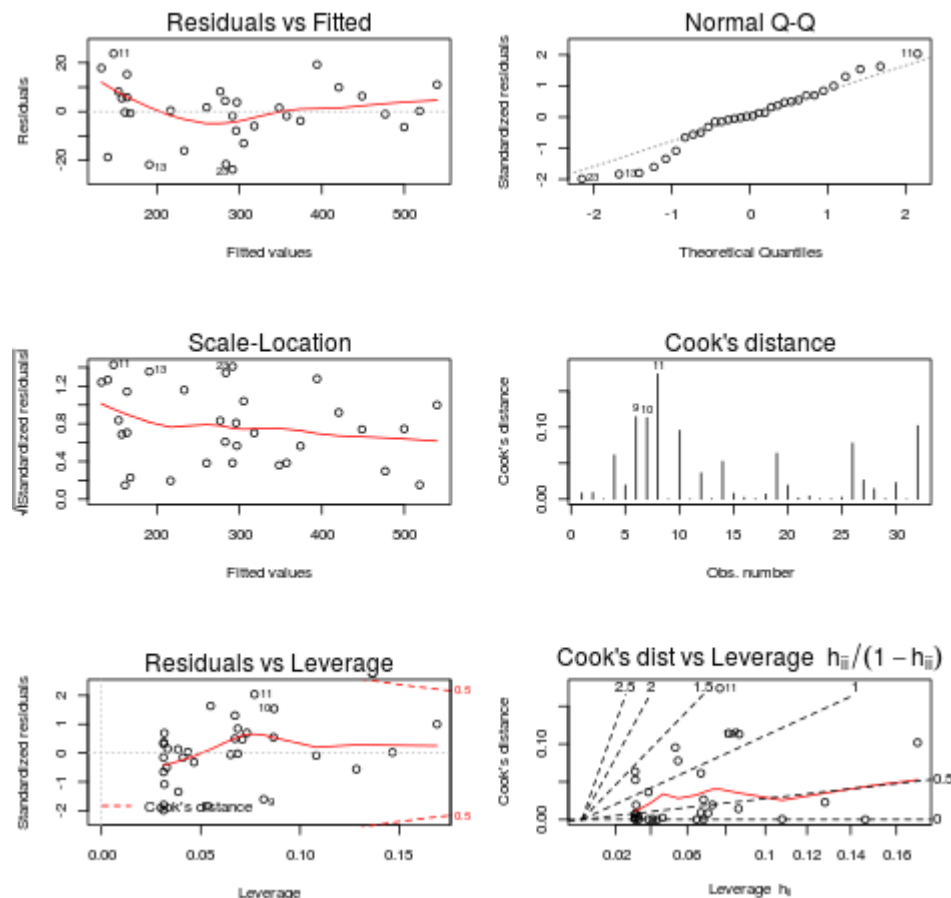 Residuals vs Fitted
Residuals
20
0
-20
11
13
23
200 300 400 500
Fitted values
Normal Q-Q
Standardized residuals
2
1
0
-1
-2
11
23
13
-2 -1 0 1 2
Theoretical Quantiles
Scale-Location
√|Standardized residuals|
1.2
0.8
0.4
0.0
11
13
23
200 300 400 500
Fitted values
Cook's distance
Cook's distance
0.10
0.00
11
9
10
0 5 10 15 20 25 30
Obs. number
Residuals vs Leverage
Standardized residuals
2
1
0
-1
-2
11
10
9
0.5
0.5
Cook's distance
0.00 0.05 0.10 0.15
Leverage
Cook's dist vs Leverage hii/(1 − hii)
Cook's distance
0.10
0.00
2.5
2
1.5
1
0.5
0
11
0.02 0.06 0.1 0.12 0.14 0.16
Leverage hii